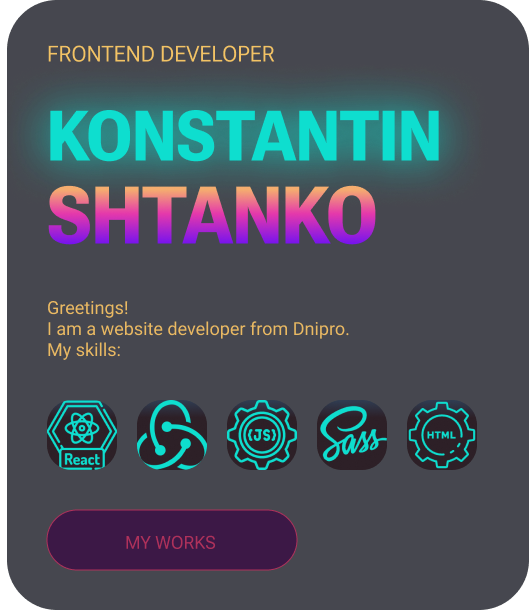 FRONTEND DEVELOPER
KONSTANTIN
SHTANKO
Greetings!
I am a website developer from Dnipro.
My skills:
React
{JS}
Sass
HTML
MY WORKS